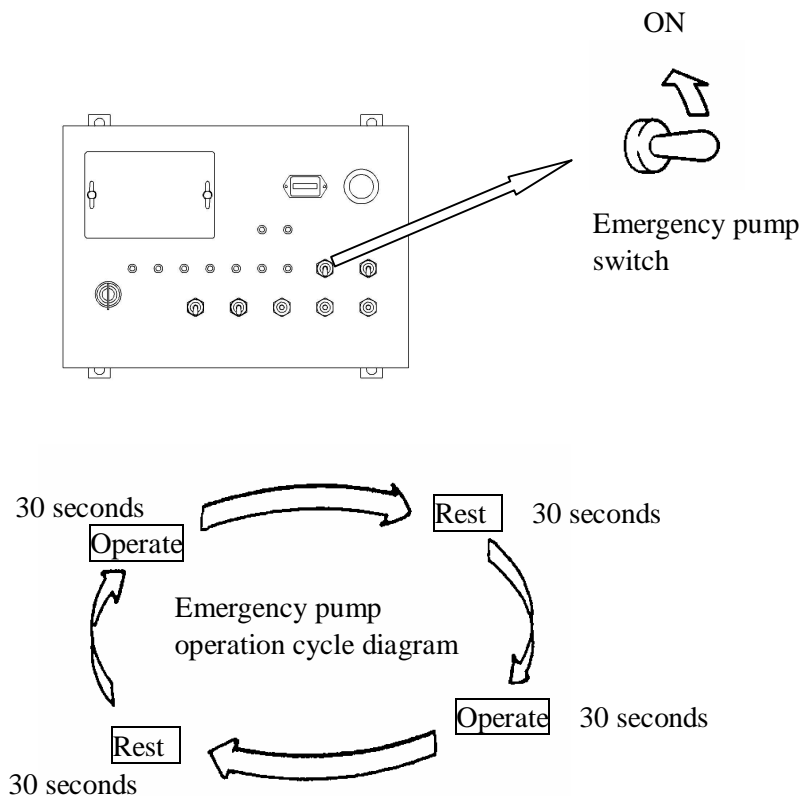 ON
Emergency pump
switch
30 seconds
Operate
Rest
30 seconds
Emergency pump
operation cycle diagram
Operate
30 seconds
Rest
30 seconds